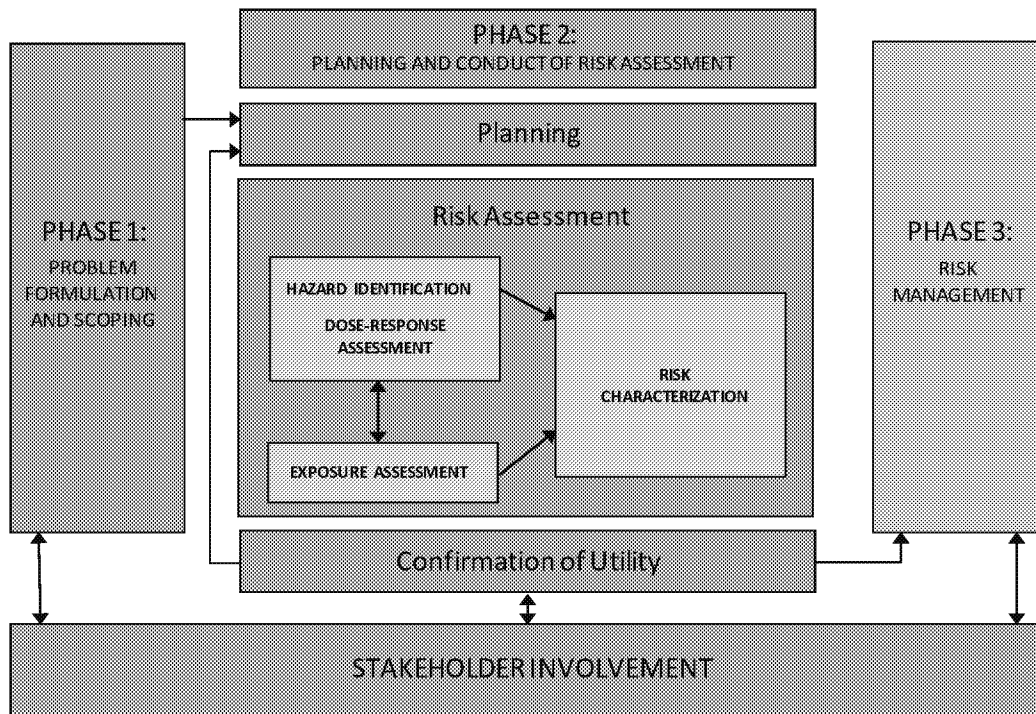 PHASE 1:
PROBLEM
FORMULATION
AND SCOPING
PHASE 2:
PLANNING AND CONDUCT OF RISK ASSESSMENT
Planning
Risk Assessment
HAZARD IDENTIFICATION
DOSE-RESPONSE
ASSESSMENT
EXPOSURE ASSESSMENT
RISK
CHARACTERIZATION
Confirmation of Utility
PHASE 3:
RISK
MANAGEMENT
STAKEHOLDER INVOLVEMENT